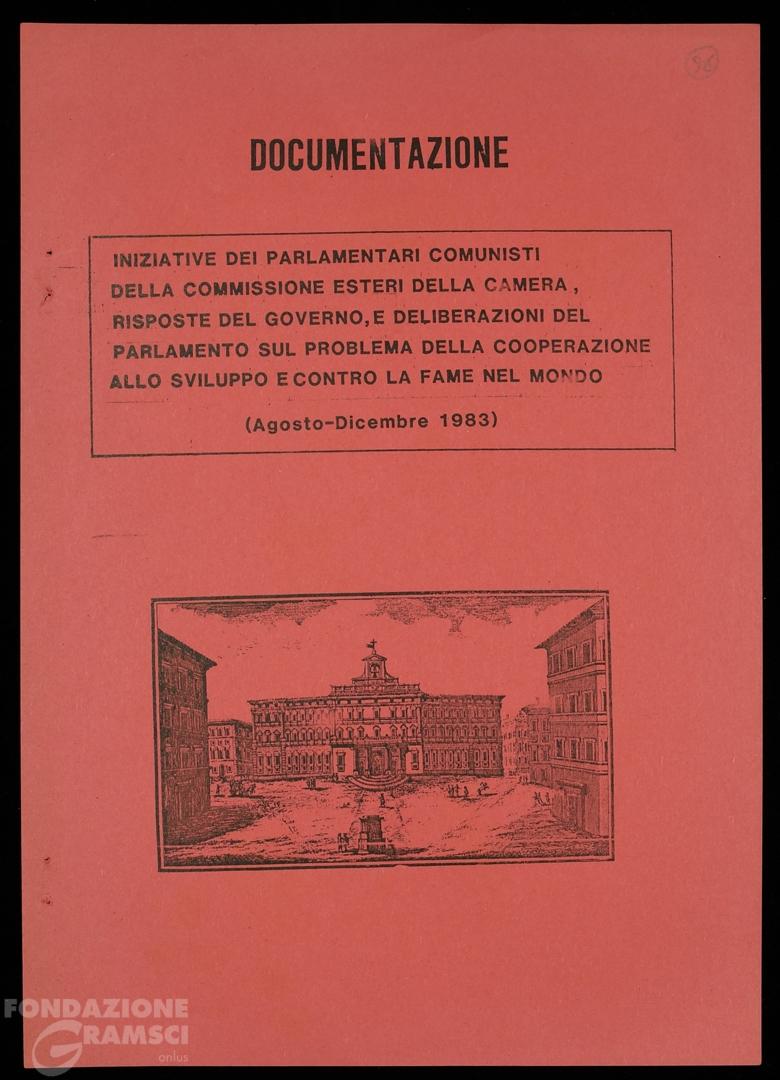 96
DOCUMENTAZIONE
INIZIATIVE DEI PARLAMENTARI COMUNISTI
DELLA COMMISSIONE ESTERI DELLA CAMERA,
RISPOSTE DEL GOVERNO, E DELIBERAZIONI DEL
PARLAMENTO SUL PROBLEMA DELLA COOPERAZIONE
ALLO SVILUPPO E CONTRO LA FAME NEL MONDO
(Agosto-Dicembre 1983)
FONDAZIONE
GRAMSCI
onlus